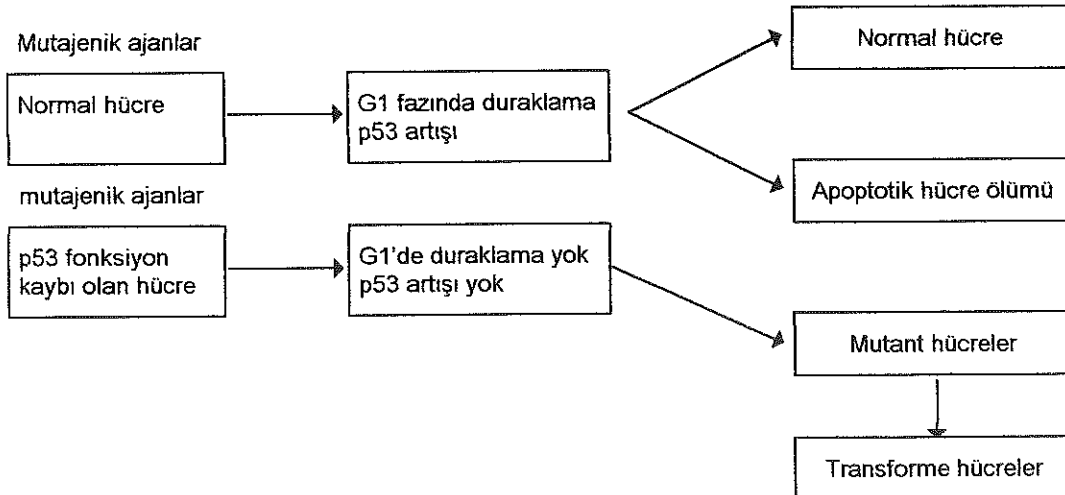 Mutajenik ajanlar
Normal hücre
G1 fazında duraklama
p53 artışı
Normal hücre
Apoptotik hücre ölümü
mutajenik ajanlar
p53 fonksiyon
kaybı olan hücre
G1'de duraklama yok
p53 artışı yok
Mutant hücreler
Transforme hücreler